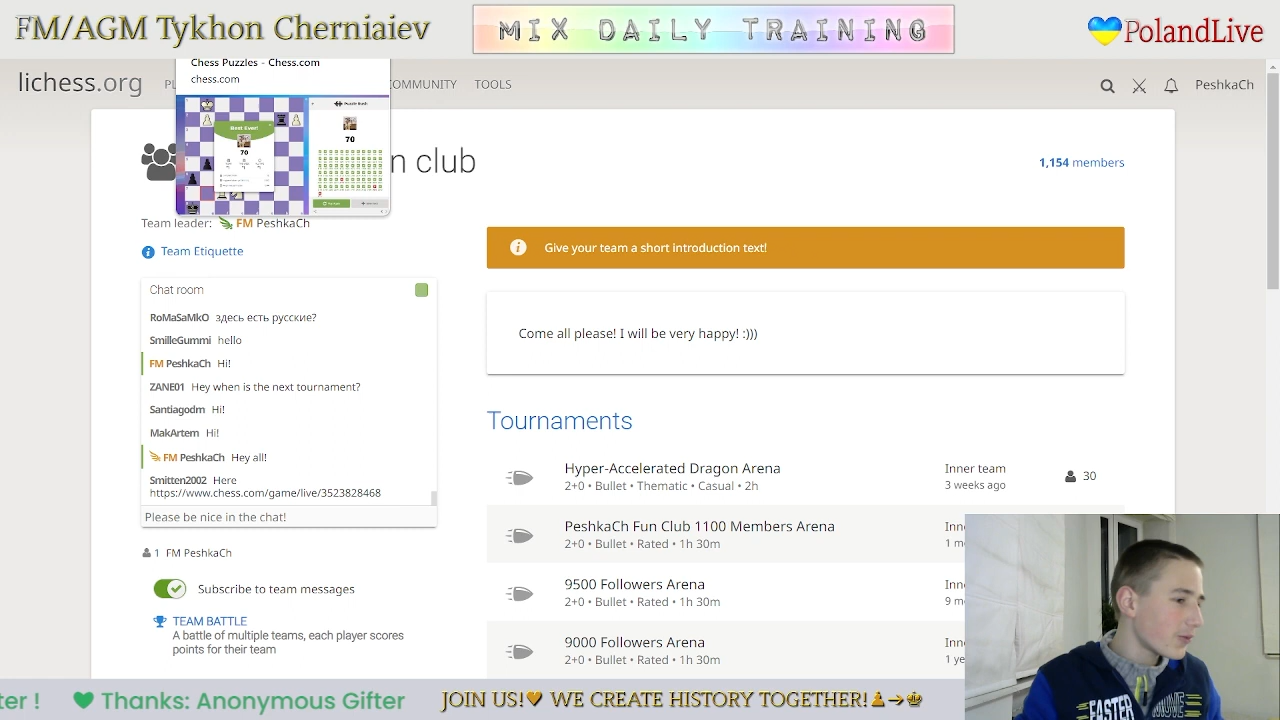 FM/AGM Tykhon Cherniaiev
MIX DAILY TRAINING
PolandLive
lichess.org
COMMUNITY
TOOLS
PeshkaCh
Chess Puzzles - Chess.com
chess.com
Puzzle Rush
Best Ever!
70
70
club
1,154 members
Team leader: FM PeshkaCh
Team Etiquette
Give your team a short introduction text!
Chat room
RoMaSaMkO здесь есть русские?
SmilleGummi hello
FM PeshkaCh Hi!
ZANE01 Hey when is the next tournament?
Santiagodm Hi!
MakArtem Hi!
FM PeshkaCh Hey all!
Smitten2002 Here
https://www.chess.com/game/live/3523828468
Please be nice in the chat!
1 FM PeshkaCh
Subscribe to team messages
TEAM BATTLE
A battle of multiple teams, each player scores
points for their team
Come all please! I will be very happy! :)))
Tournaments
Hyper-Accelerated Dragon Arena
2+0 • Bullet • Thematic • Casual • 2h
Inner team
3 weeks ago
30
PeshkaCh Fun Club 1100 Members Arena
2+0 • Bullet • Rated • 1h 30m
9500 Followers Arena
2+0 • Bullet • Rated • 1h 30m
9000 Followers Arena
2+0 • Bullet • Rated • 1h 30m
ter ! Thanks: Anonymous Gifter
JOIN US! WE CREATE HISTORY TOGETHER!